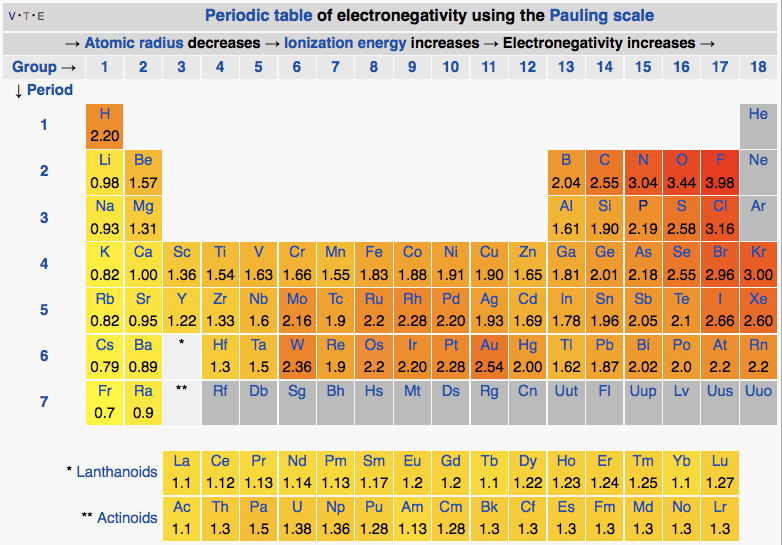 V·T·E Periodic table of electronegativity using the Pauling scale
→ Atomic radius decreases → Ionization energy increases → Electronegativity increases →
Group → 1 2 3 4 5 6 7 8 9 10 11 12 13 14 15 16 17 18
↓ Period
1 H He
2.20
2 Li Be B C N O F Ne
0.98 1.57 2.04 2.55 3.04 3.44 3.98
3 Na Mg Al Si P S Cl Ar
0.93 1.31 1.61 1.90 2.19 2.58 3.16
4 K Ca Sc Ti V Cr Mn Fe Co Ni Cu Zn Ga Ge As Se Br Kr
0.82 1.00 1.36 1.54 1.63 1.66 1.55 1.83 1.88 1.91 1.90 1.65 1.81 2.01 2.18 2.55 2.96 3.00
5 Rb Sr Y Zr Nb Mo Tc Ru Rh Pd Ag Cd In Sn Sb Te I Xe
0.82 0.95 1.22 1.33 1.6 2.16 1.9 2.2 2.28 2.20 1.93 1.69 1.78 1.96 2.05 2.1 2.66 2.60
6 Cs Ba * Hf Ta W Re Os Ir Pt Au Hg Tl Pb Bi Po At Rn
0.79 0.89 1.3 1.5 2.36 1.9 2.2 2.20 2.28 2.54 2.00 1.62 1.87 2.02 2.0 2.2 2.2
7 Fr Ra ** Rf Db Sg Bh Hs Mt Ds Rg Cn Uut Fl Uup Lv Uus Uuo
0.7 0.9
* Lanthanoids La Ce Pr Nd Pm Sm Eu Gd Tb Dy Ho Er Tm Yb Lu
1.1 1.12 1.13 1.14 1.13 1.17 1.2 1.2 1.1 1.22 1.23 1.24 1.25 1.1 1.27
** Actinoids Ac Th Pa U Np Pu Am Cm Bk Cf Es Fm Md No Lr
1.1 1.3 1.5 1.38 1.36 1.28 1.13 1.28 1.3 1.3 1.3 1.3 1.3 1.3 1.3